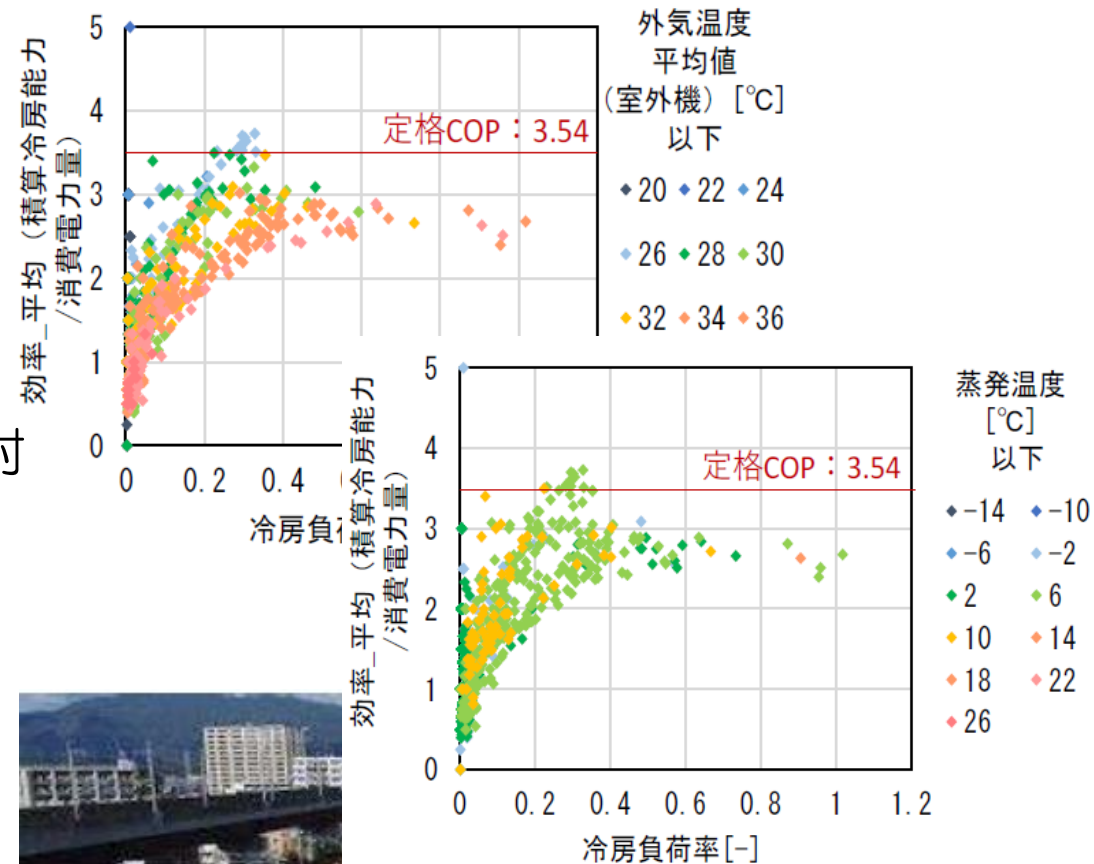 効率_平均（積算冷房能力
/消費電力量）
5
4
3
2
1
0
定格COP：3.54
0 0.2 0.4
冷房負
外気温度
平均値
（室外機）[℃]
以下
20 22 24
26 28 30
32 34 36
付
効率_平均（積算冷房能力
/消費電力量）
5
4
3
2
1
0
定格COP：3.54
0 0.2 0.4 0.6 0.8 1 1.2
冷房負荷率[-]
蒸発温度
[℃]
以下
-14 -10
-6 -2
2 6
10 14
18 22
26